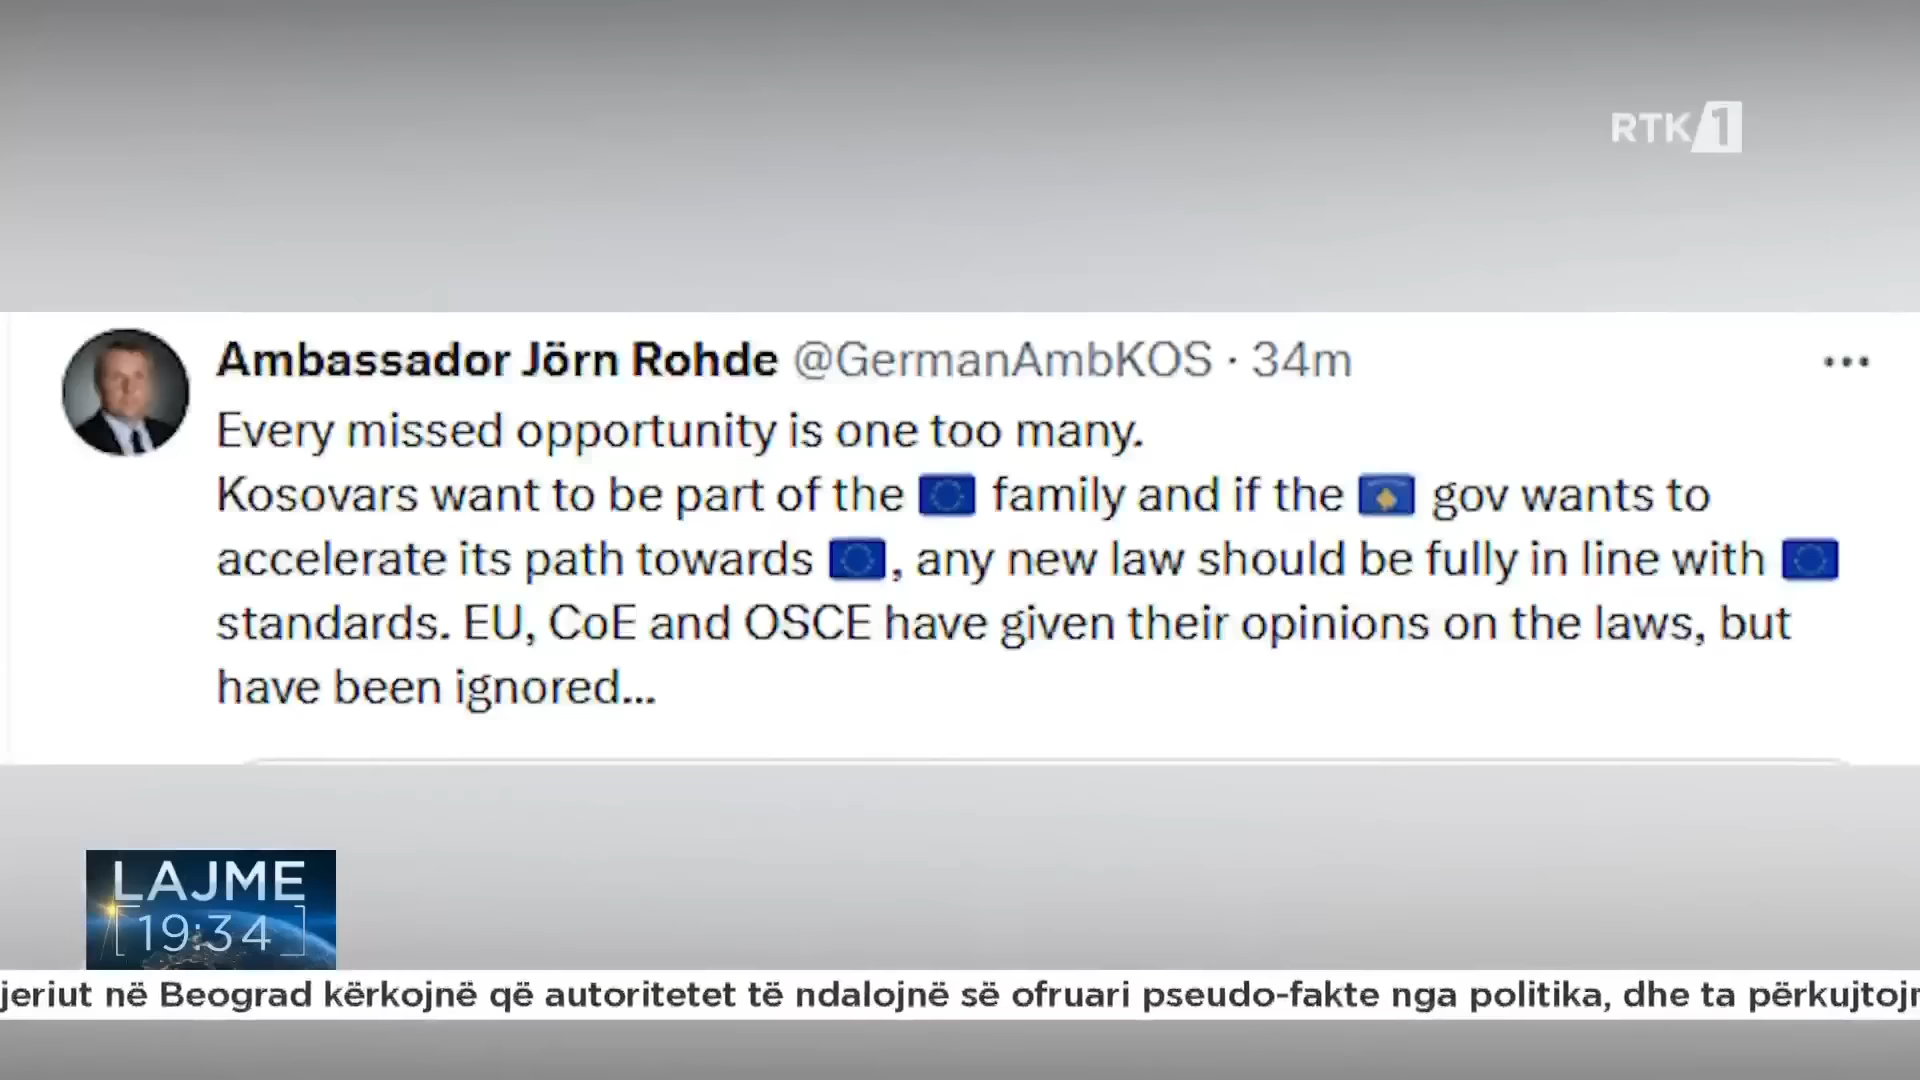 RTK 1
Ambassador Jörn Rohde @GermanAmbKOS · 34m
Every missed opportunity is one too many.
Kosovars want to be part of the 🇪🇺 family and if the 🇽🇰 gov wants to
accelerate its path towards 🇪🇺, any new law should be fully in line with 🇪🇺
standards. EU, CoE and OSCE have given their opinions on the laws, but
have been ignored...
LAJME
19:34
jeriut në Beograd kërkojnë që autoritetet të ndalojnë së ofruari pseudo-fakte nga politika, dhe ta përkujtojn